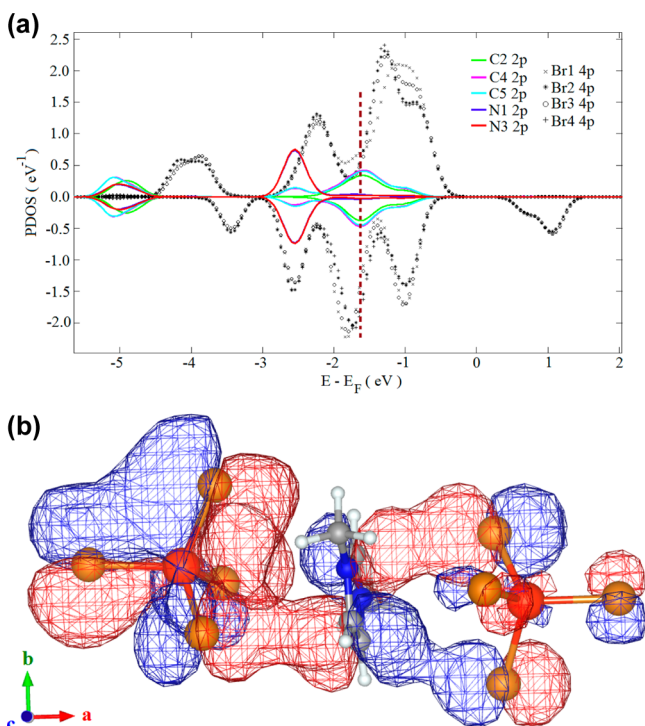 (a)
2.5
2.0
1.5
1.0
0.5
0.0
-0.5
-1.0
-1.5
-2.0
PDOS ( eV⁻¹)
C2 2p
C4 2p
C5 2p
N1 2p
N3 2p
Br1 4p
Br2 4p
Br3 4p
Br4 4p
-5 -4 -3 -2 -1 0 1 2
E - E_F ( eV)
(b)
b
c a